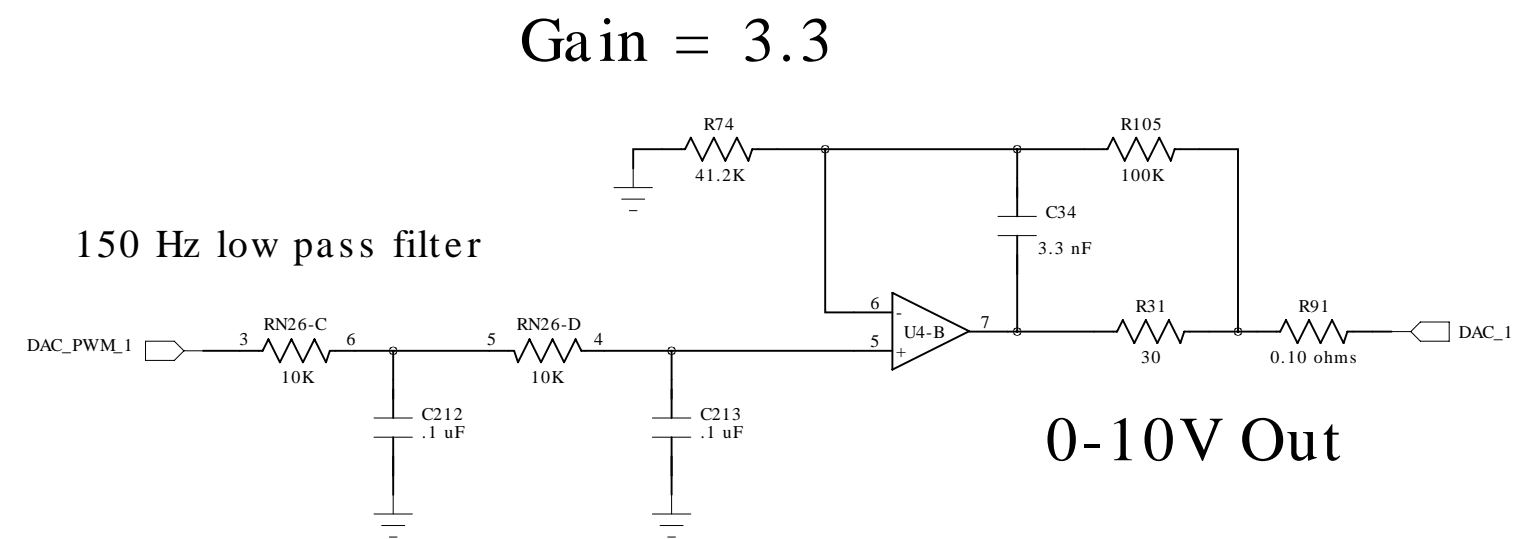 Gain = 3.3
R74
41.2K
R105
100K
C34
3.3 nF
150 Hz low pass filter
DAC_PWM_1
3
RN26-C
6
10K
5
RN26-D
4
10K
6
-
U4-B
7
5
+
R31
30
R91
0.10 ohms
DAC_1
C212
.1 uF
C213
.1 uF
0-10V Out